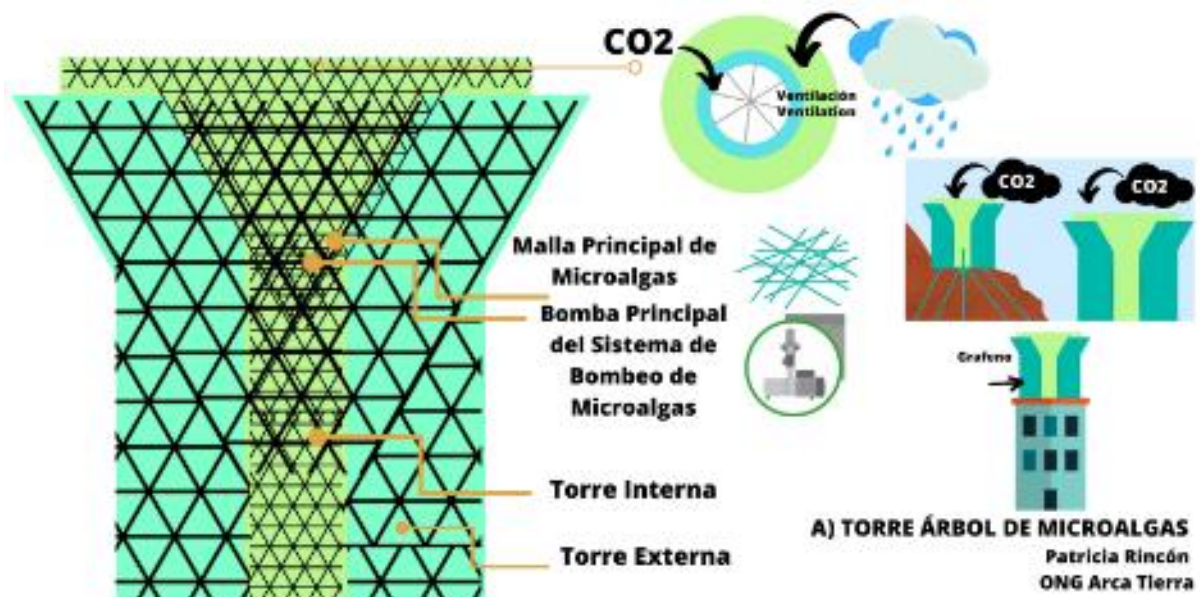 CO2
Ventilación
Ventilation
CO2
CO2
Malla Principal de
Microalgas
Bomba Principal
del Sistema de
Bombeo de
Microalgas
Grafeno
Torre Interna
Torre Externa
A) TORRE ÁRBOL DE MICROALGAS
Patricia Rincón
ONG Arca Tierra